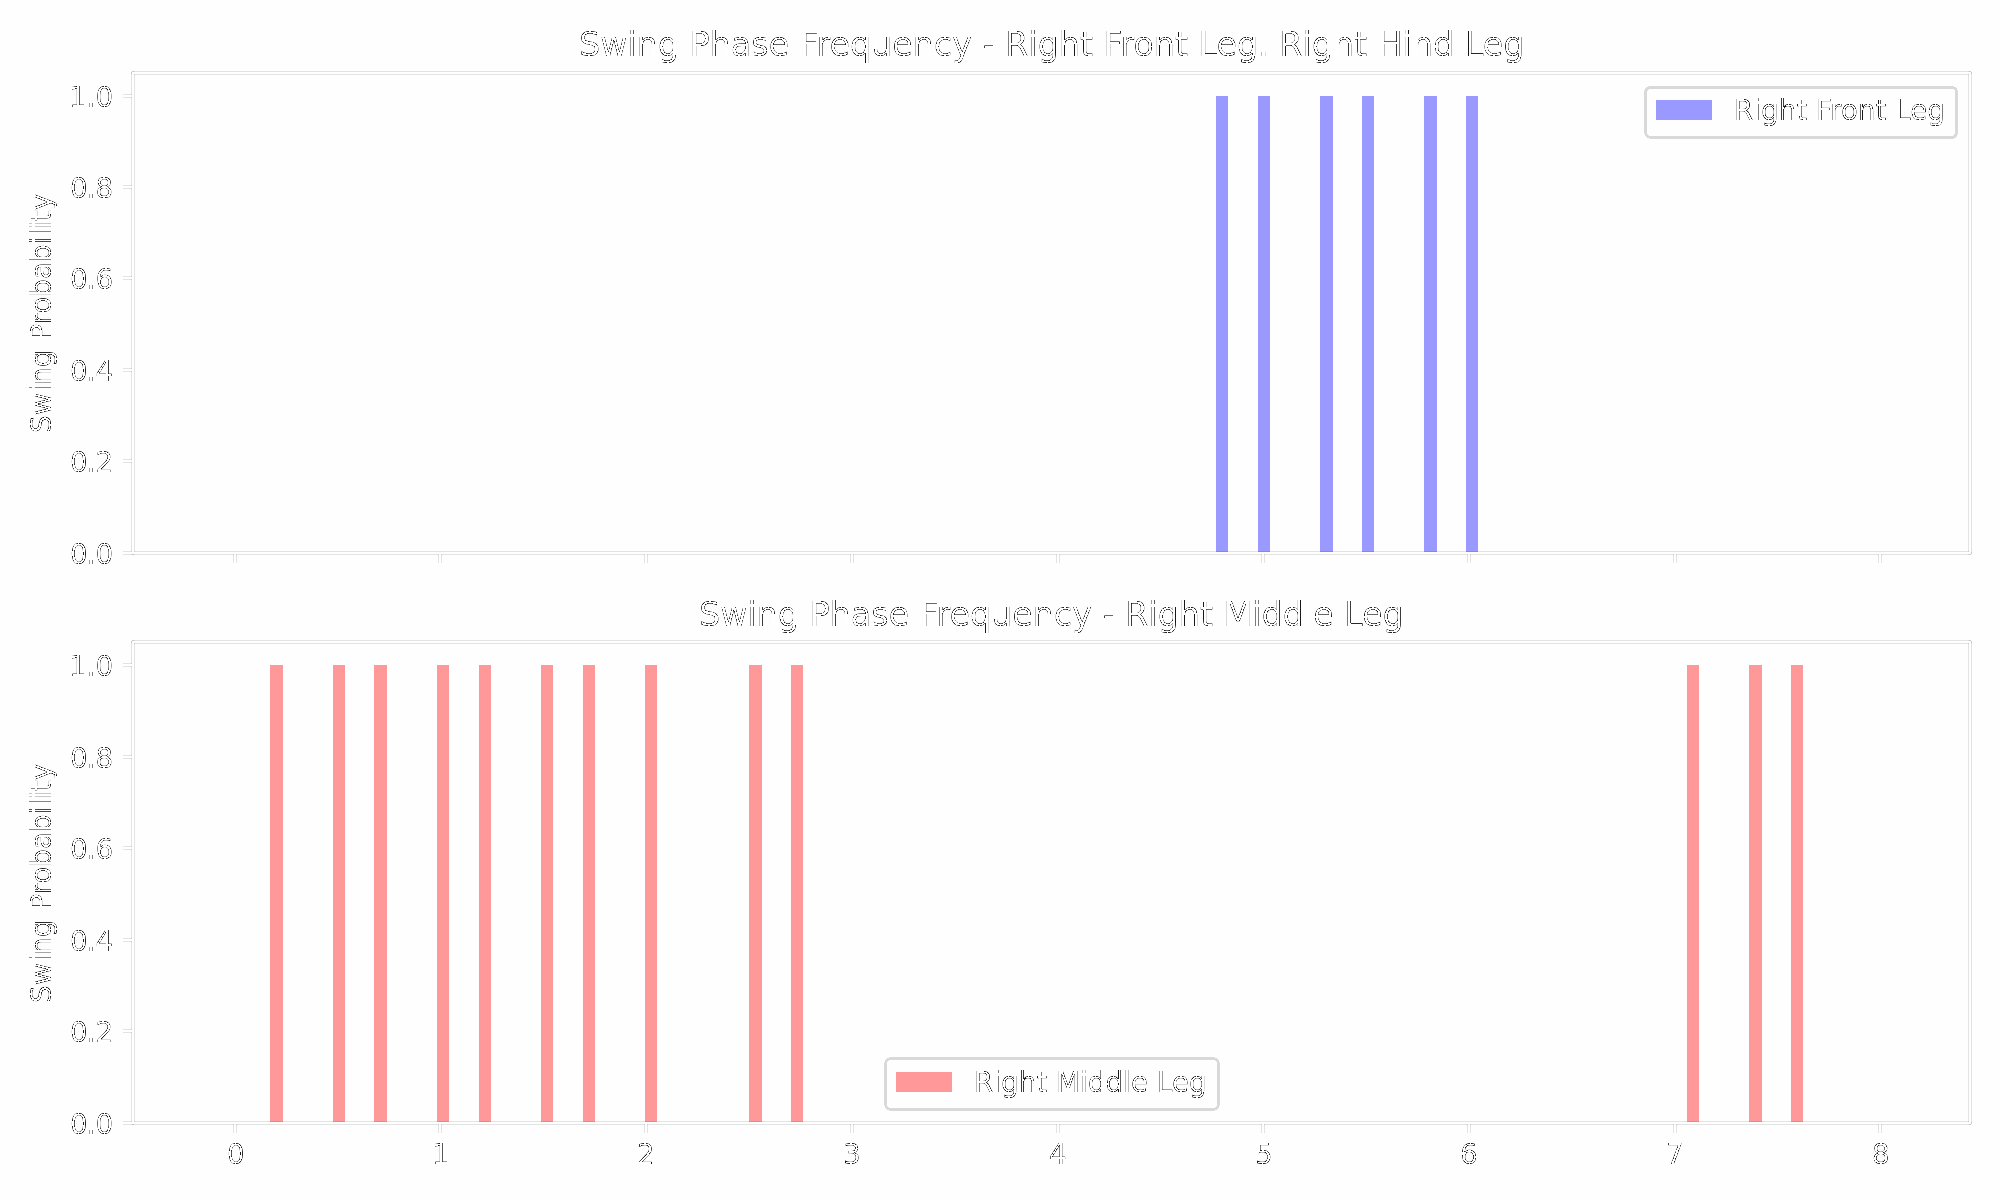 Swing Phase Frequency - Right Front Leg, Right Hind Leg
1.0
0.8
0.6
0.4
0.2
0.0
Swing Probability
Right Front Leg
Swing Phase Frequency - Right Middle Leg
1.0
0.8
0.6
0.4
0.2
0.0
Swing Probability
Right Middle Leg
0 1 2 3 4 5 6 7 8